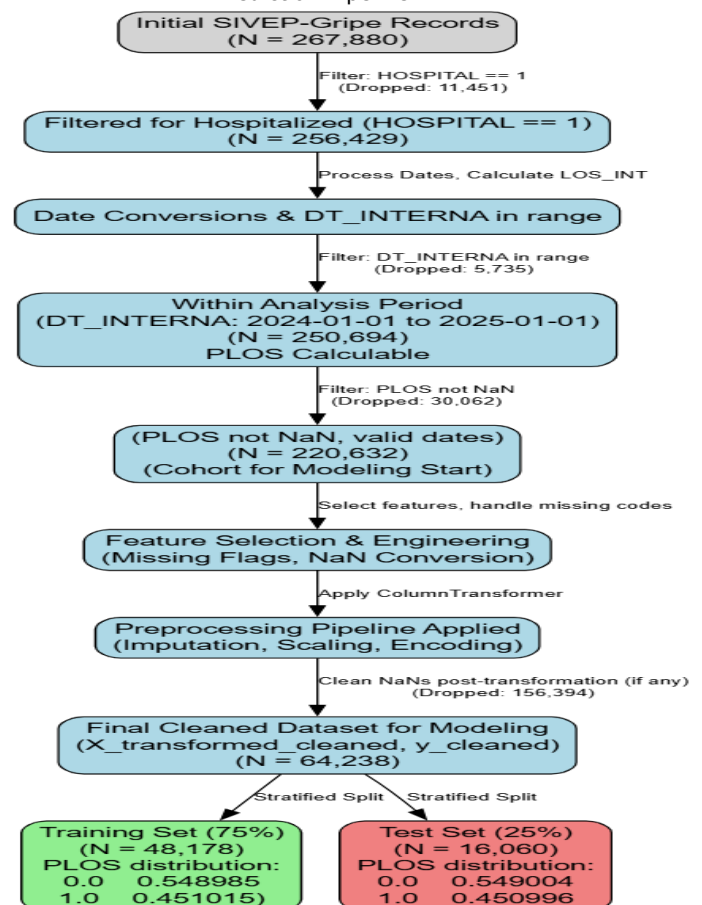 Initial SIVEP-Gripe Records
(N = 267,880)
Filter: HOSPITAL == 1
(Dropped: 11,451)
Filtered for Hospitalized (HOSPITAL == 1)
(N = 256,429)
Process Dates, Calculate LOS_INT
Date Conversions & DT_INTERNA in range
Filter: DT_INTERNA in range
(Dropped: 5,735)
Within Analysis Period
(DT_INTERNA: 2024-01-01 to 2025-01-01)
(N = 250,694)
PLOS Calculable
Filter: PLOS not NaN
(Dropped: 30,062)
(PLOS not NaN, valid dates)
(N = 220,632)
(Cohort for Modeling Start)
Select features, handle missing codes
Feature Selection & Engineering
(Missing Flags, NaN Conversion)
Apply ColumnTransformer
Preprocessing Pipeline Applied
(Imputation, Scaling, Encoding)
Clean NaNs post-transformation (if any)
(Dropped: 156,394)
Final Cleaned Dataset for Modeling
(X_transformed_cleaned, y_cleaned)
(N = 64,238)
Stratified Split
Stratified Split
Training Set (75%)
(N = 48,178)
PLOS distribution:
0.0 0.548985
1.0 0.451015)
Test Set (25%)
(N = 16,060)
PLOS distribution:
0.0 0.549004
1.0 0.450996